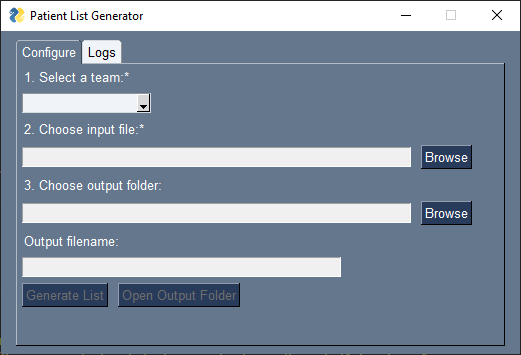 Patient List Generator
Configure Logs
1. Select a team:*
2. Choose input file:*
Browse
3. Choose output folder:
Browse
Output filename:
Generate List Open Output Folder